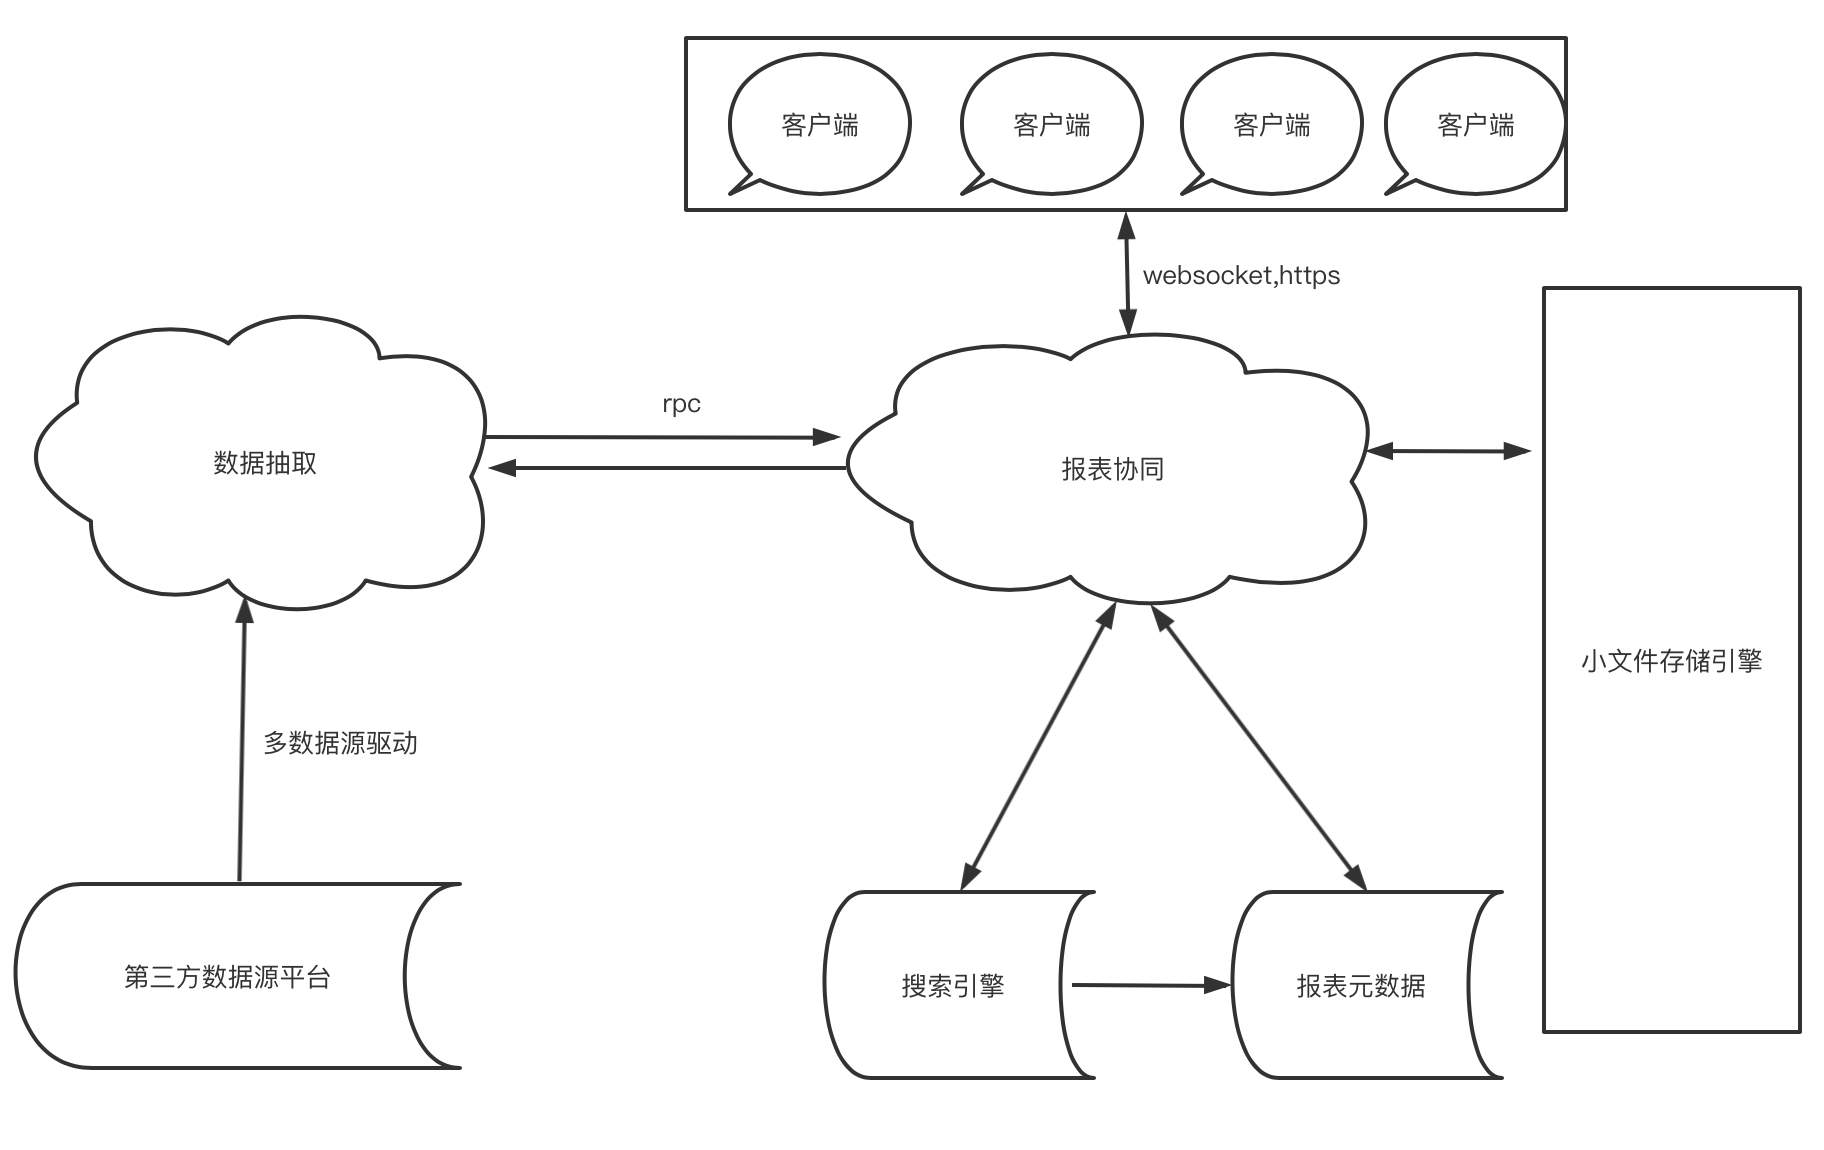 客户端
客户端
客户端
客户端
websocket,https
rpc
数据抽取
报表协同
小文件存储引擎
多数据源驱动
第三方数据源平台
搜索引擎
报表元数据